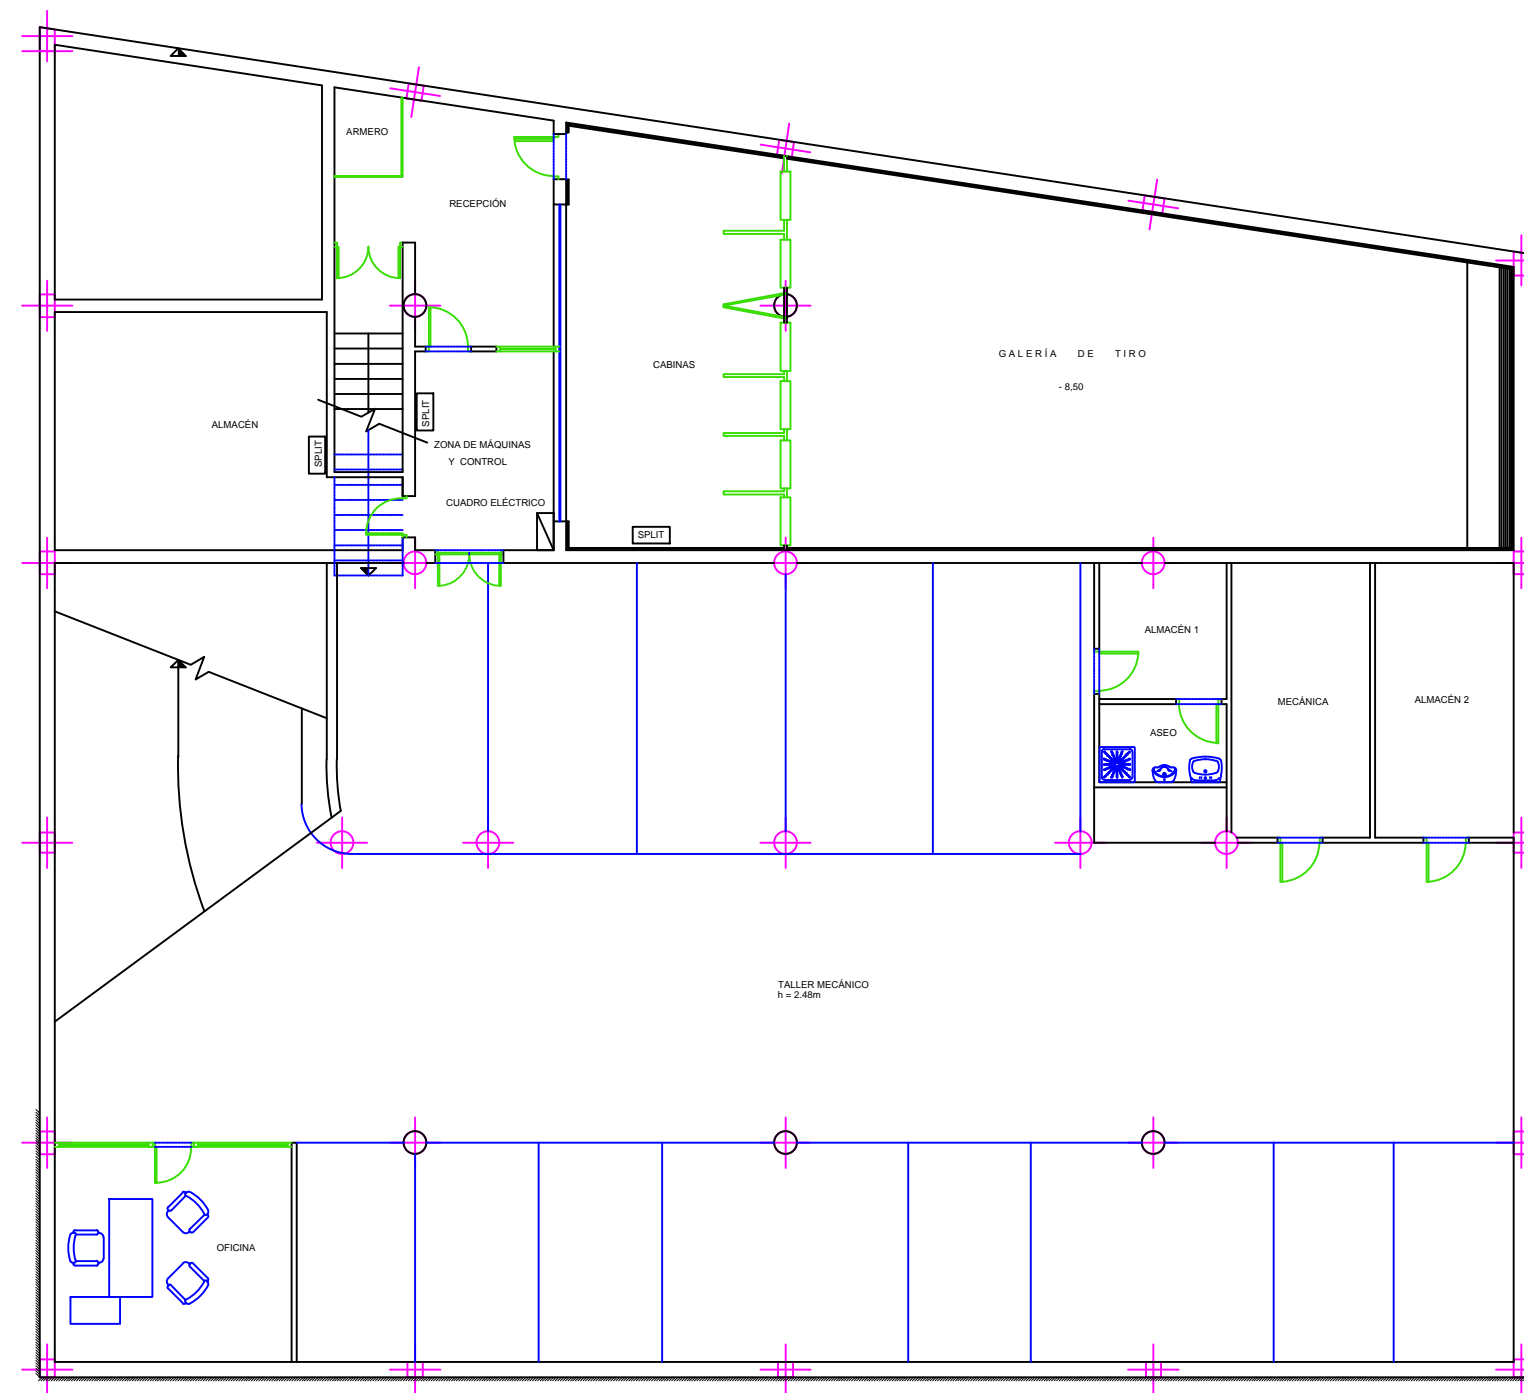 ARMERO
RECEPCIÓN
CABINAS
GALERÍA DE TIRO
- 8,50
ALMACÉN
SPLIT
SPLIT
ZONA DE MÁQUINAS
Y CONTROL
CUADRO ELÉCTRICO
SPLIT
ALMACÉN 1
MECÁNICA
ALMACÉN 2
ASEO
TALLER MECÁNICO
h = 2.48m
OFICINA